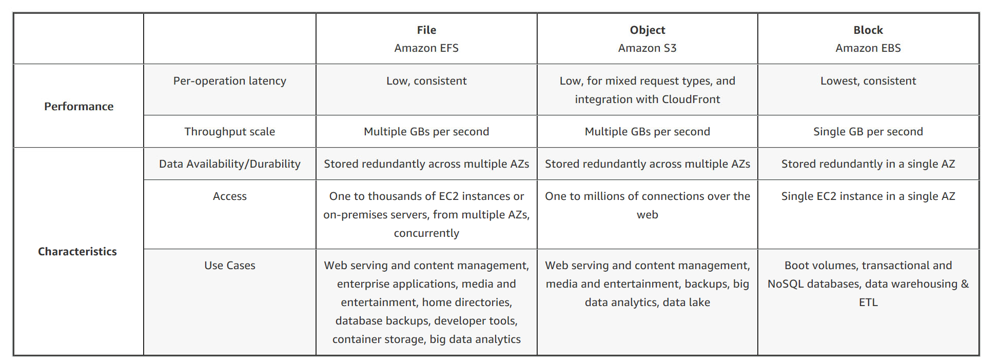 File
Amazon EFS
Object
Amazon S3
Block
Amazon EBS
Performance
Per-operation latency
Low, consistent
Low, for mixed request types, and
integration with CloudFront
Lowest, consistent
Throughput scale
Multiple GBs per second
Multiple GBs per second
Single GB per second
Characteristics
Data Availability/Durability
Stored redundantly across multiple AZs
Stored redundantly across multiple AZs
Stored redundantly in a single AZ
Access
One to thousands of EC2 instances or
on-premises servers, from multiple AZs,
concurrently
One to millions of connections over the
web
Single EC2 instance in a single AZ
Use Cases
Web serving and content management,
enterprise applications, media and
entertainment, home directories,
database backups, developer tools,
container storage, big data analytics
Web serving and content management,
media and entertainment, backups, big
data analytics, data lake
Boot volumes, transactional and
NoSQL databases, data warehousing &
ETL